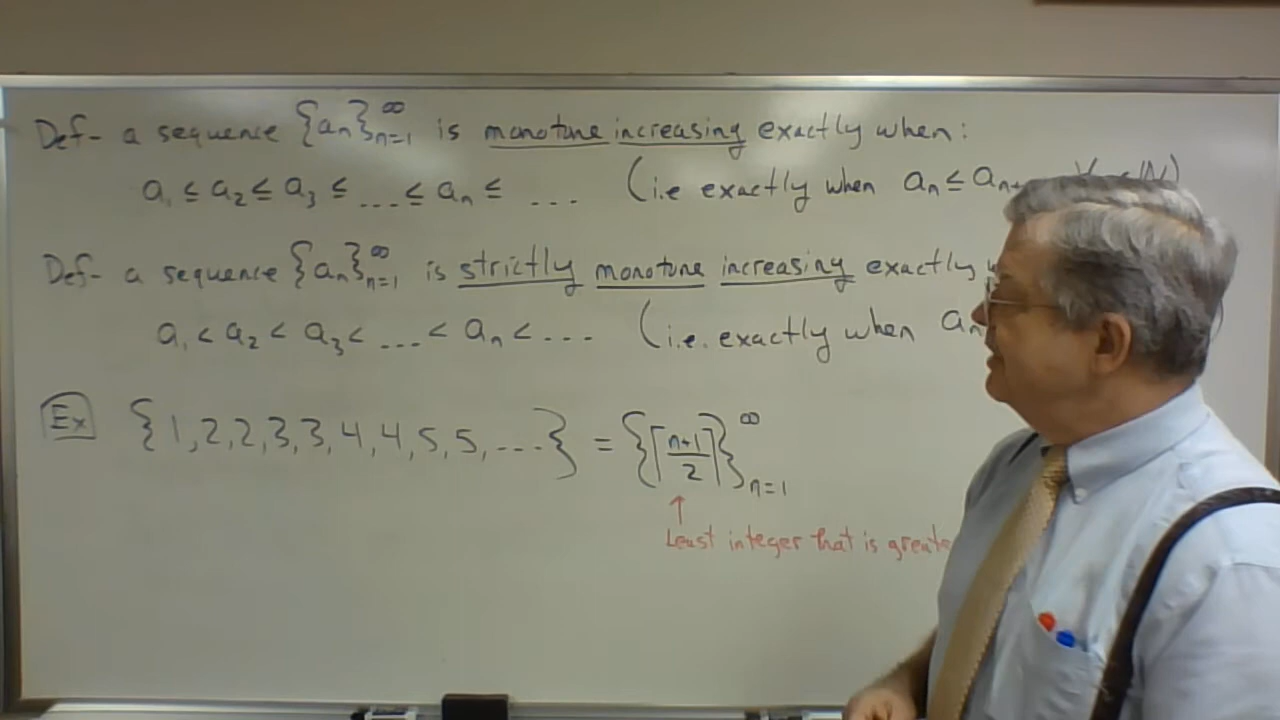 Def- a sequence {aₙ}ₙ₌₁^∞ is monotone increasing exactly when:
a₁ ≤ a₂ ≤ a₃ ≤ ... ≤ aₙ ≤ ... (i.e exactly when aₙ ≤ aₙ₊
Def- a sequence {aₙ}ₙ₌₁^∞ is strictly monotone increasing exactly
a₁ < a₂ < a₃ < ... < aₙ < ... (i.e. exactly when aₙ
Ex {1,2,2,3,3,4,4,5,5,...} = {⌈(n+1)/2⌉}ₙ₌₁^∞
↑
Least integer that is greate